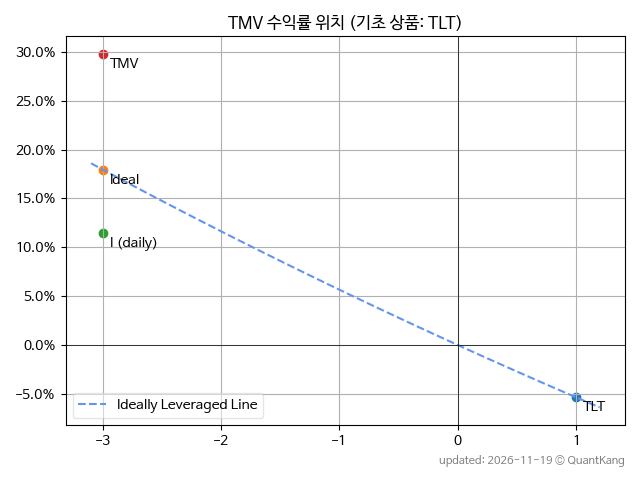 TMV 수익률 위치 (기초 상품: TLT)
30.0%
25.0%
20.0%
15.0%
10.0%
5.0%
0.0%
−5.0%
TMV
Ideal
I (daily)
TLT
Ideally Leveraged Line
−3 −2 −1 0 1
updated: 2026-11-19 © QuantKang